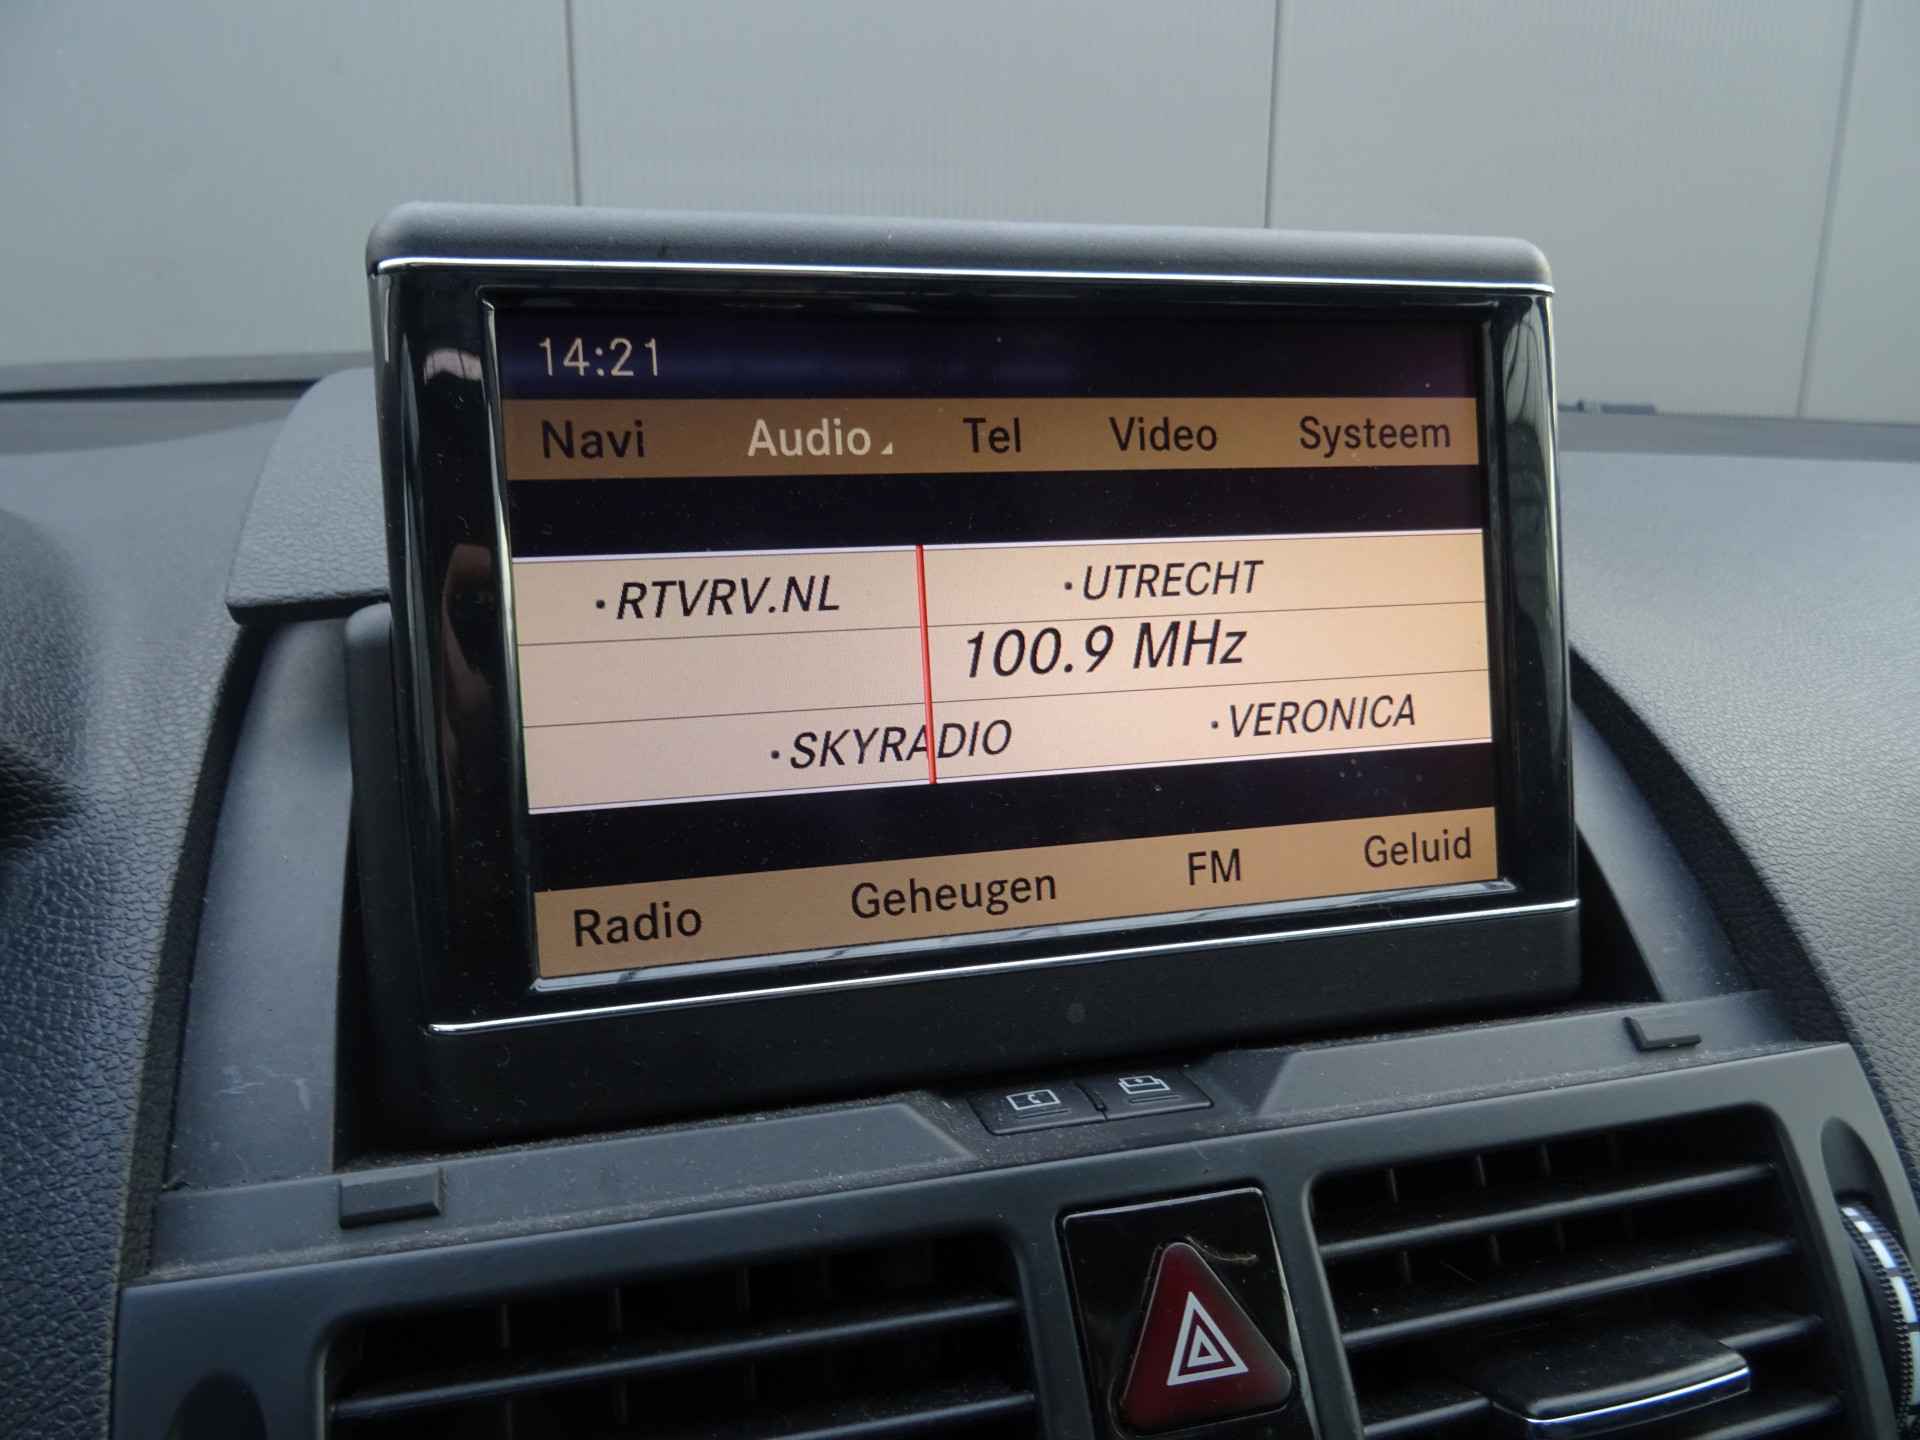 14:21
Navi Audio Tel Video Systeem
·RTVRV.NL ·UTRECHT
100.9 MHz
·SKYRADIO ·VERONICA
Radio Geheugen FM Geluid